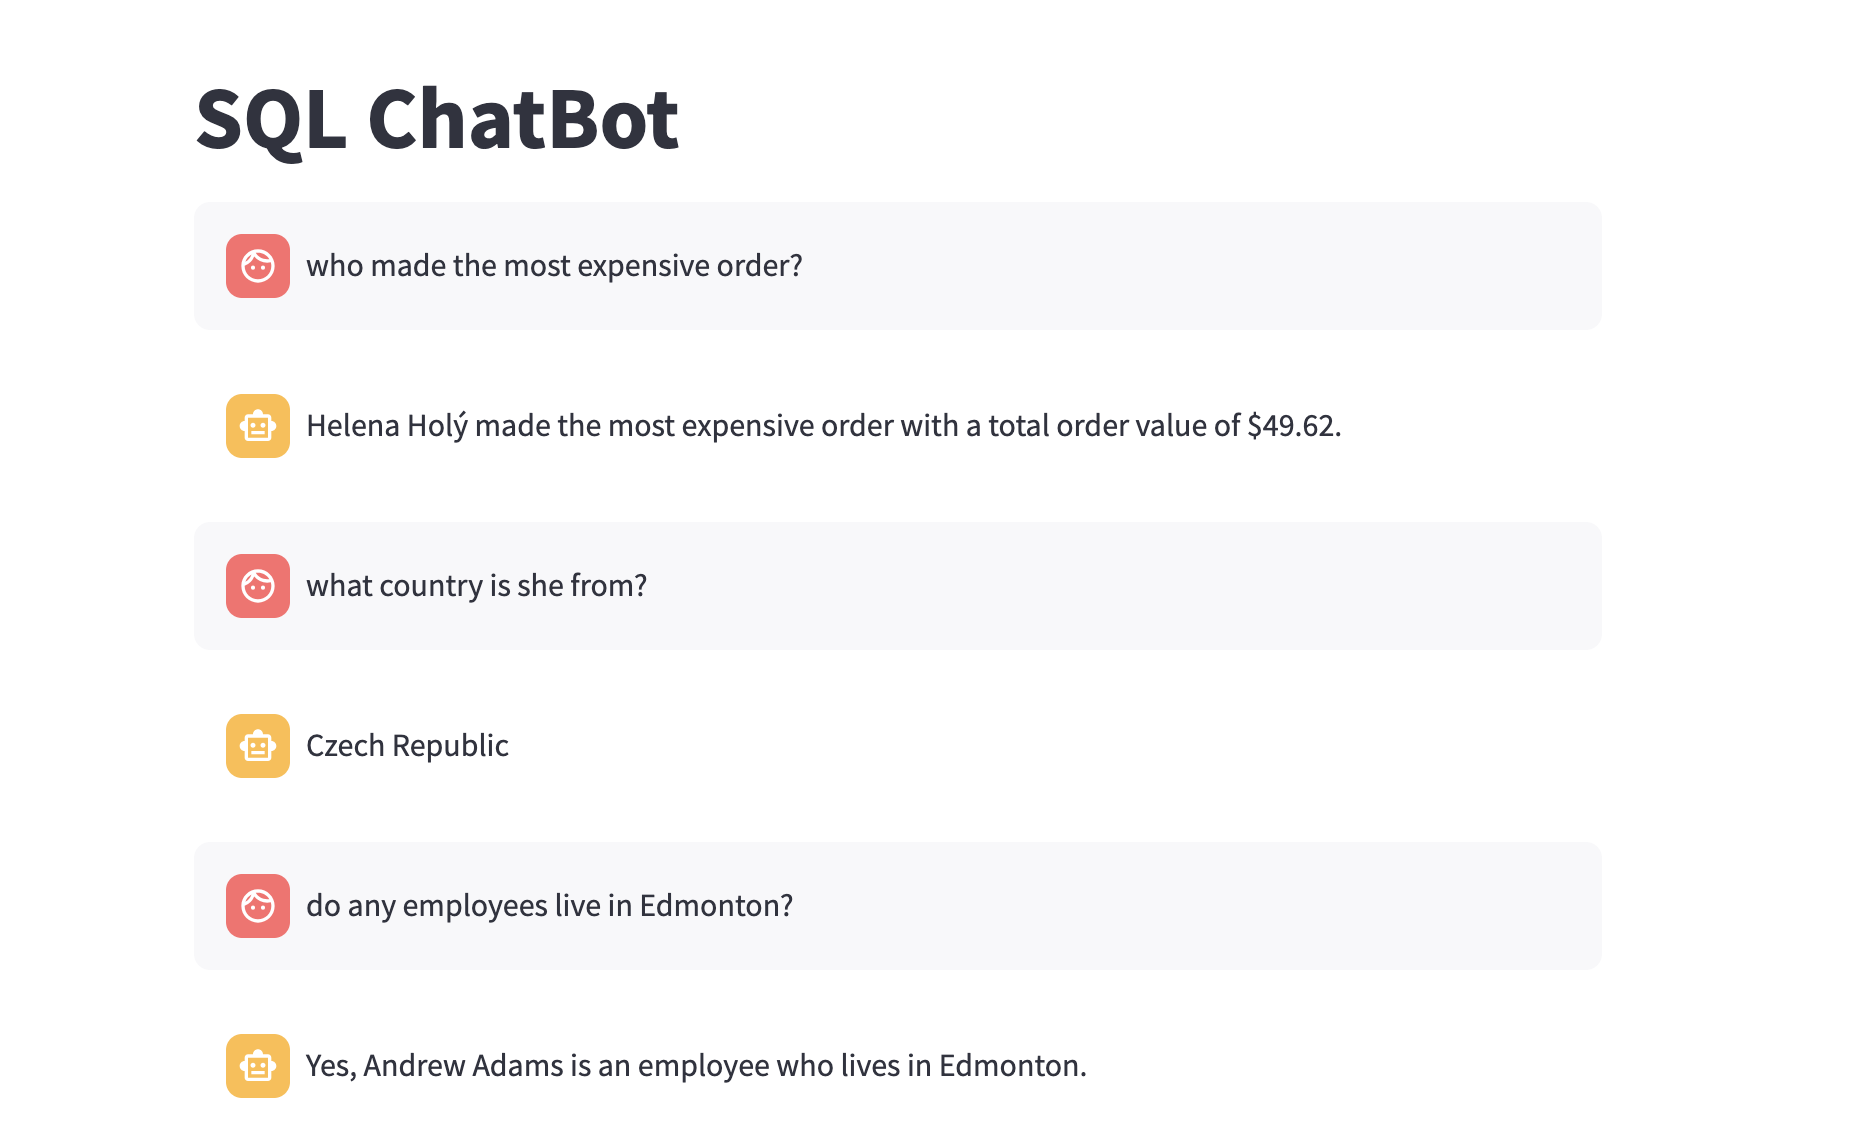 SQL ChatBot
who made the most expensive order?
Helena Holý made the most expensive order with a total order value of $49.62.
what country is she from?
Czech Republic
do any employees live in Edmonton?
Yes, Andrew Adams is an employee who lives in Edmonton.